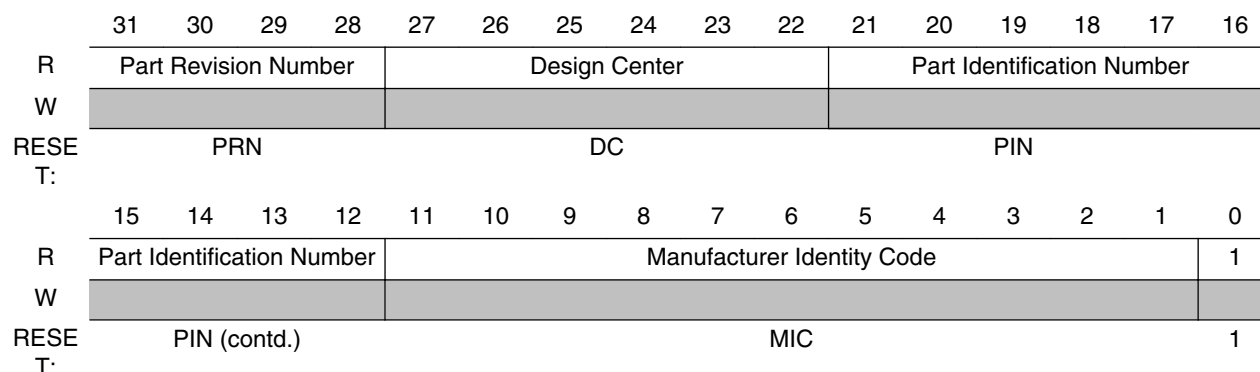 31 30 29 28 27 26 25 24 23 22 21 20 19 18 17 16
R Part Revision Number Design Center Part Identification Number
W
RESE PRN DC PIN
T:
15 14 13 12 11 10 9 8 7 6 5 4 3 2 1 0
R Part Identification Number Manufacturer Identity Code 1
W
RESE PIN (contd.) MIC 1
T: